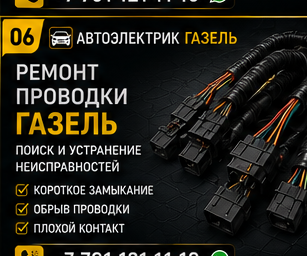 06 АВТОЭЛЕКТРИК ГАЗЕЛЬ
РЕМОНТ
ПРОВОДКИ
ГАЗЕЛЬ
ПОИСК И УСТРАНЕНИЕ
НЕИСПРАВНОСТЕЙ
КОРОТКОЕ ЗАМЫКАНИЕ
ОБРЫВ ПРОВОДКИ
ПЛОХОЙ КОНТАКТ